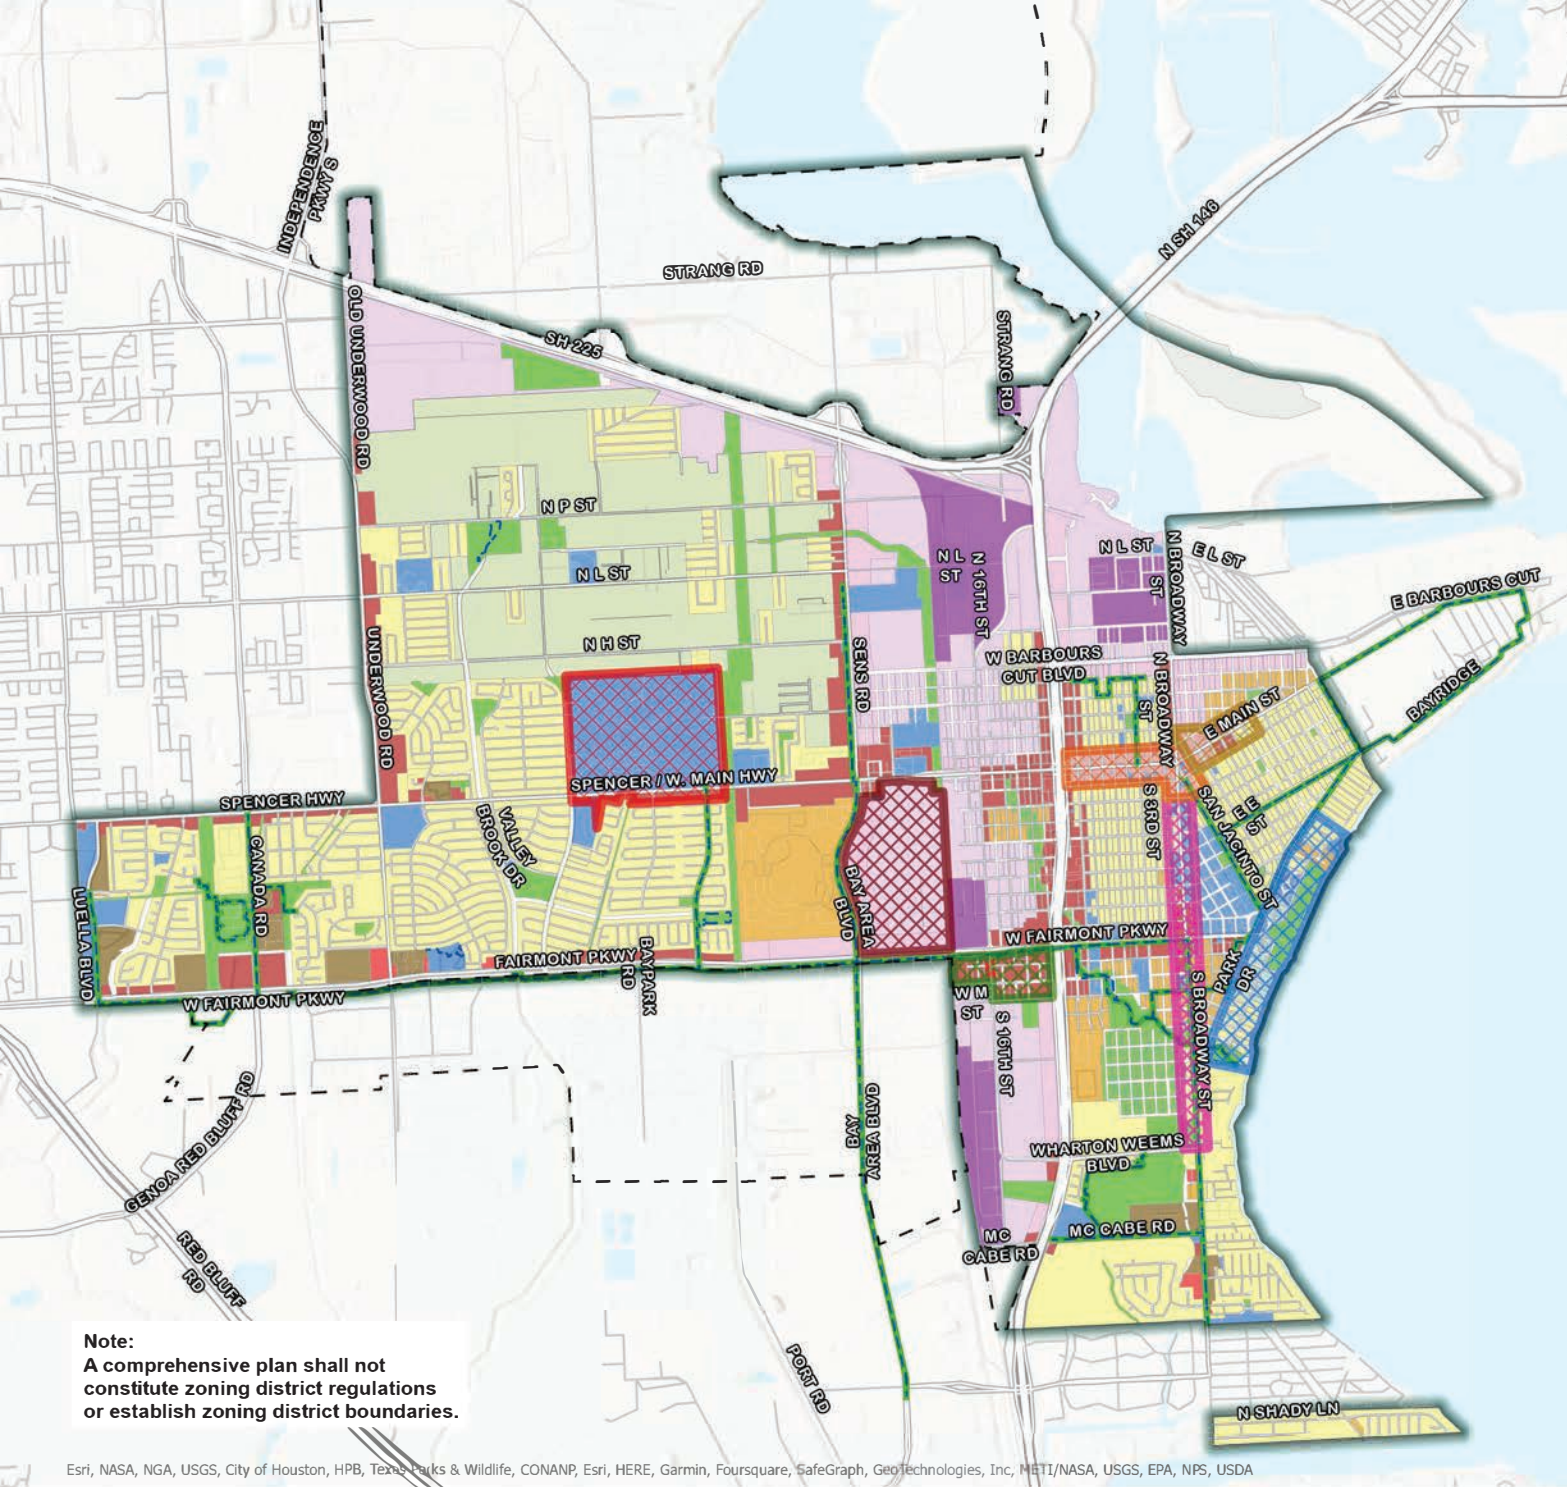 INDEPENDENCE
PKWY S
N SH 146
STRANG RD
OLD UNDERWOOD RD
SH 225
STRANG RD
N P ST
N L ST
N L
ST
N 16TH ST
N L ST
E L ST
N BROADWAY
ST
E BARBOURS CUT
N H ST
UNDERWOOD RD
SENS RD
W BARBOURS
CUT BLVD
N BROADWAY
ST
E MAIN ST
BAYRIDGE
SPENCER / W. MAIN HWY
SPENCER HWY
VALLEY
BROOK DR
S 3RD ST
SAN JACINTO ST
E E
ST
CANADA RD
LUELLA BLVD
BAY AREA
BLVD
W FAIRMONT PKWY
FAIRMONT PKWY
BAYPARK
RD
PARK
DR
W FAIRMONT PKWY
W M
ST
S 16TH ST
S BROADWAY ST
GENOA RED BLUFF RD
BAY
AREA BLVD
WHARTON WEEMS
BLVD
RED BLUFF
RD
MC
CABE RD
MC CABE RD
PORT RD
N SHADY LN
Note:
A comprehensive plan shall not
constitute zoning district regulations
or establish zoning district boundaries.
Esri, NASA, NGA, USGS, City of Houston, HPB, Texas Parks & Wildlife, CONANP, Esri, HERE, Garmin, Foursquare, SafeGraph, GeoTechnologies, Inc, METI/NASA, USGS, EPA, NPS, USDA